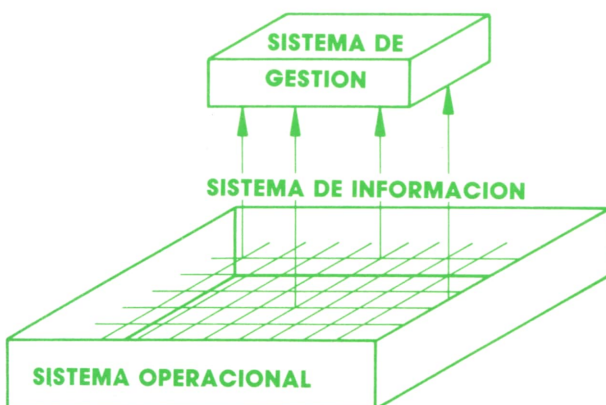 SISTEMA DE
GESTION
SISTEMA DE INFORMACION
SISTEMA OPERACIONAL